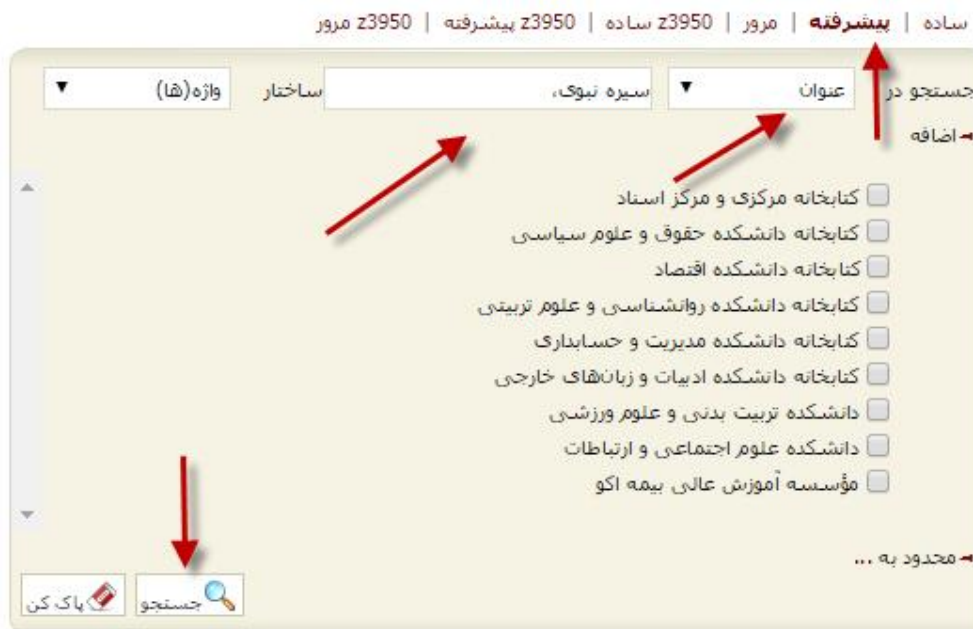 ساده | پیشرفته | مرور | z3950 ساده | z3950 پیشرفته | z3950 مرور
جستجو در عنوان سیره نبوی، ساختار واژه(ها)
اضافه
کتابخانه مرکزی و مرکز اسناد
کتابخانه دانشکده حقوق و علوم سیاسی
کتابخانه دانشکده اقتصاد
کتابخانه دانشکده روانشناسی و علوم تربیتی
کتابخانه دانشکده مدیریت و حسابداری
کتابخانه دانشکده ادبیات و زبان‌های خارجی
دانشکده تربیت بدنی و علوم ورزشی
دانشکده علوم اجتماعی و ارتباطات
مؤسسه آموزش عالی بیمه اکو
محدود به ...
جستجو پاک کن